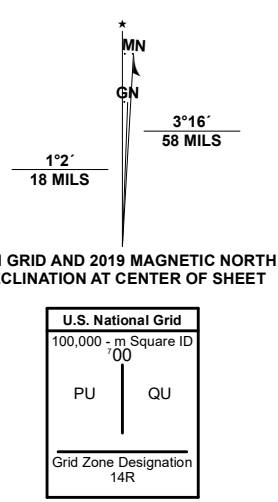 ★
MN
GN
3°16´
58 MILS
1°2´
18 MILS
GRID AND 2019 MAGNETIC NORTH
CLINATION AT CENTER OF SHEET
U.S. National Grid
100,000 - m Square ID
⁷00
PU QU
Grid Zone Designation
14R